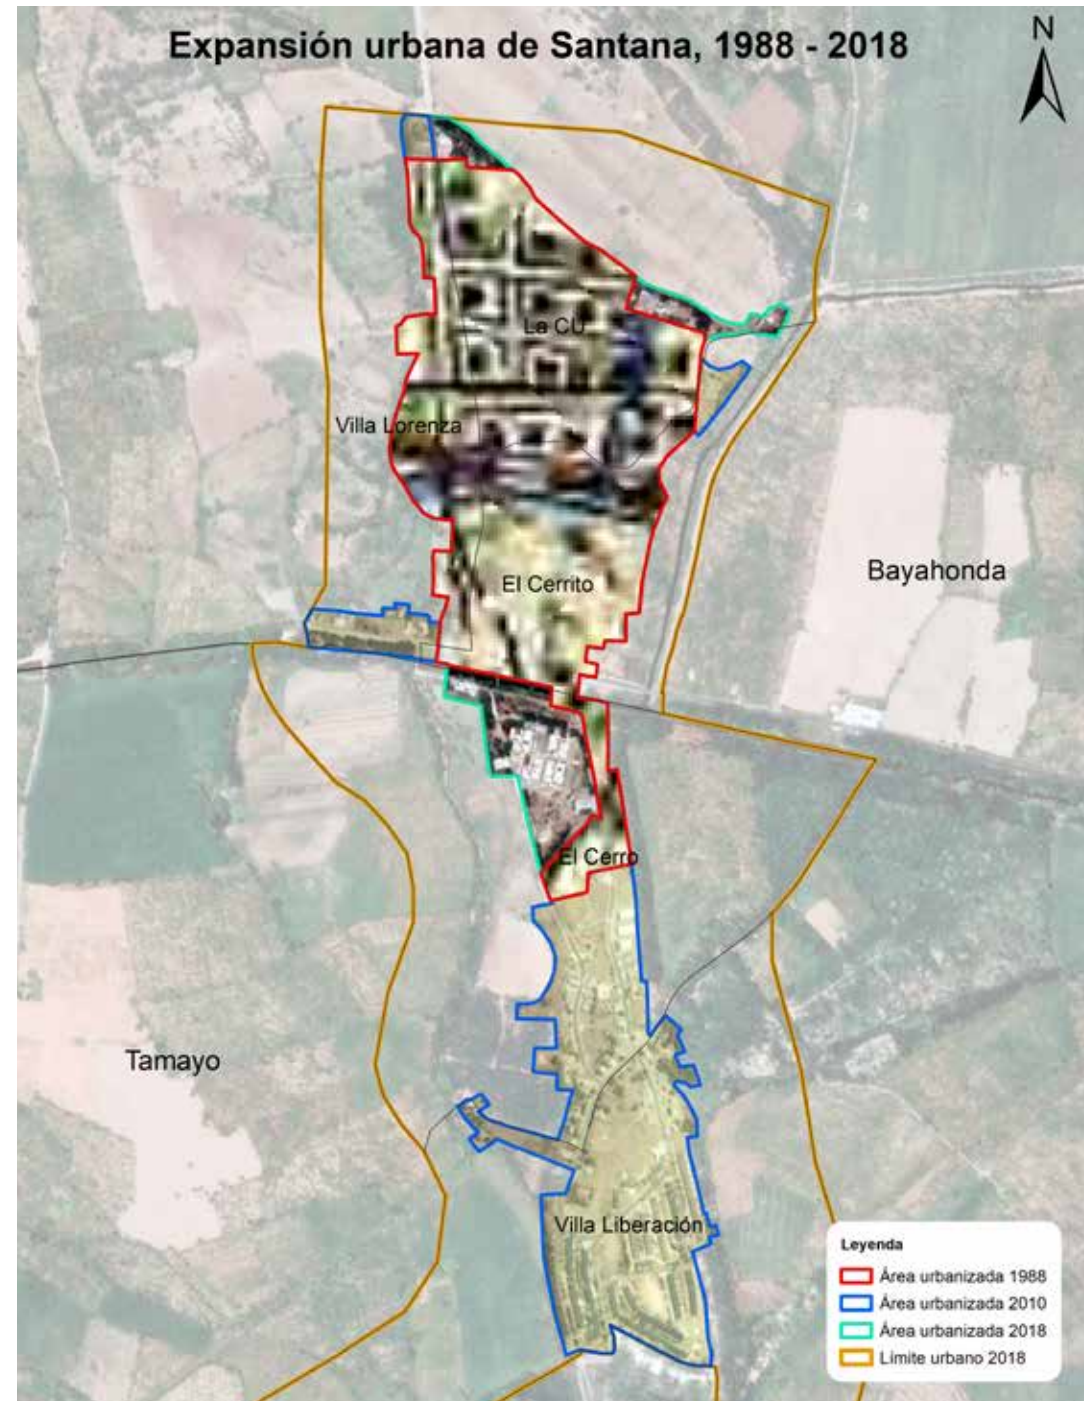 Expansión urbana de Santana, 1988 - 2018
N
La CU
Villa Lorenza
El Cerrito
Bayahonda
El Cerro
Tamayo
Villa Liberación
Leyenda
Área urbanizada 1988
Área urbanizada 2010
Área urbanizada 2018
Límite urbano 2018